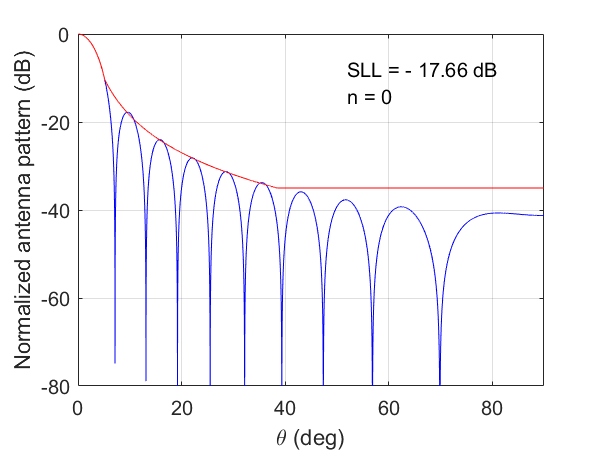 SLL = - 17.66 dB
n = 0
Normalized antenna pattern (dB)
0
-20
-40
-60
-80
0 20 40 60 80
θ (deg)